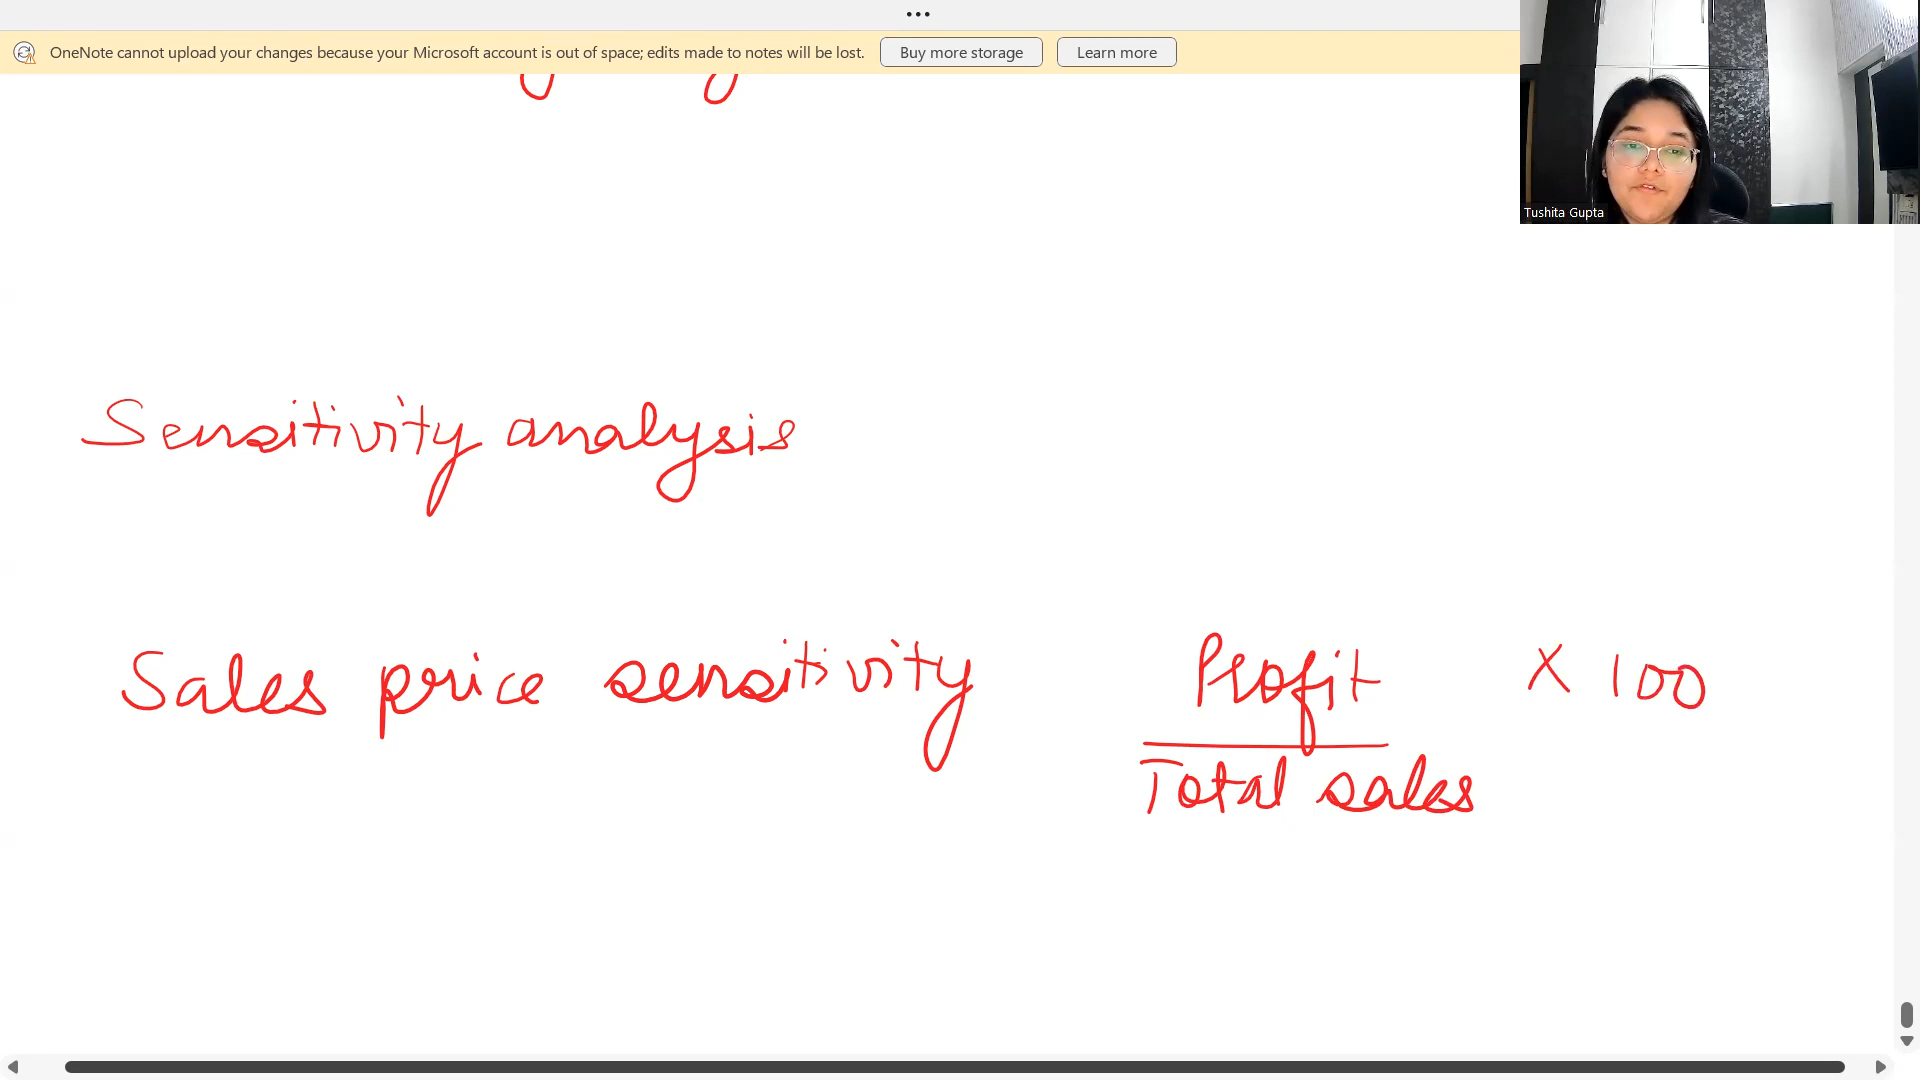 ...
OneNote cannot upload your changes because your Microsoft account is out of space; edits made to notes will be lost. Buy more storage Learn more
Tushita Gupta
Sensitivity analysis
Sales price sensitivity Profit X 100
Total sales